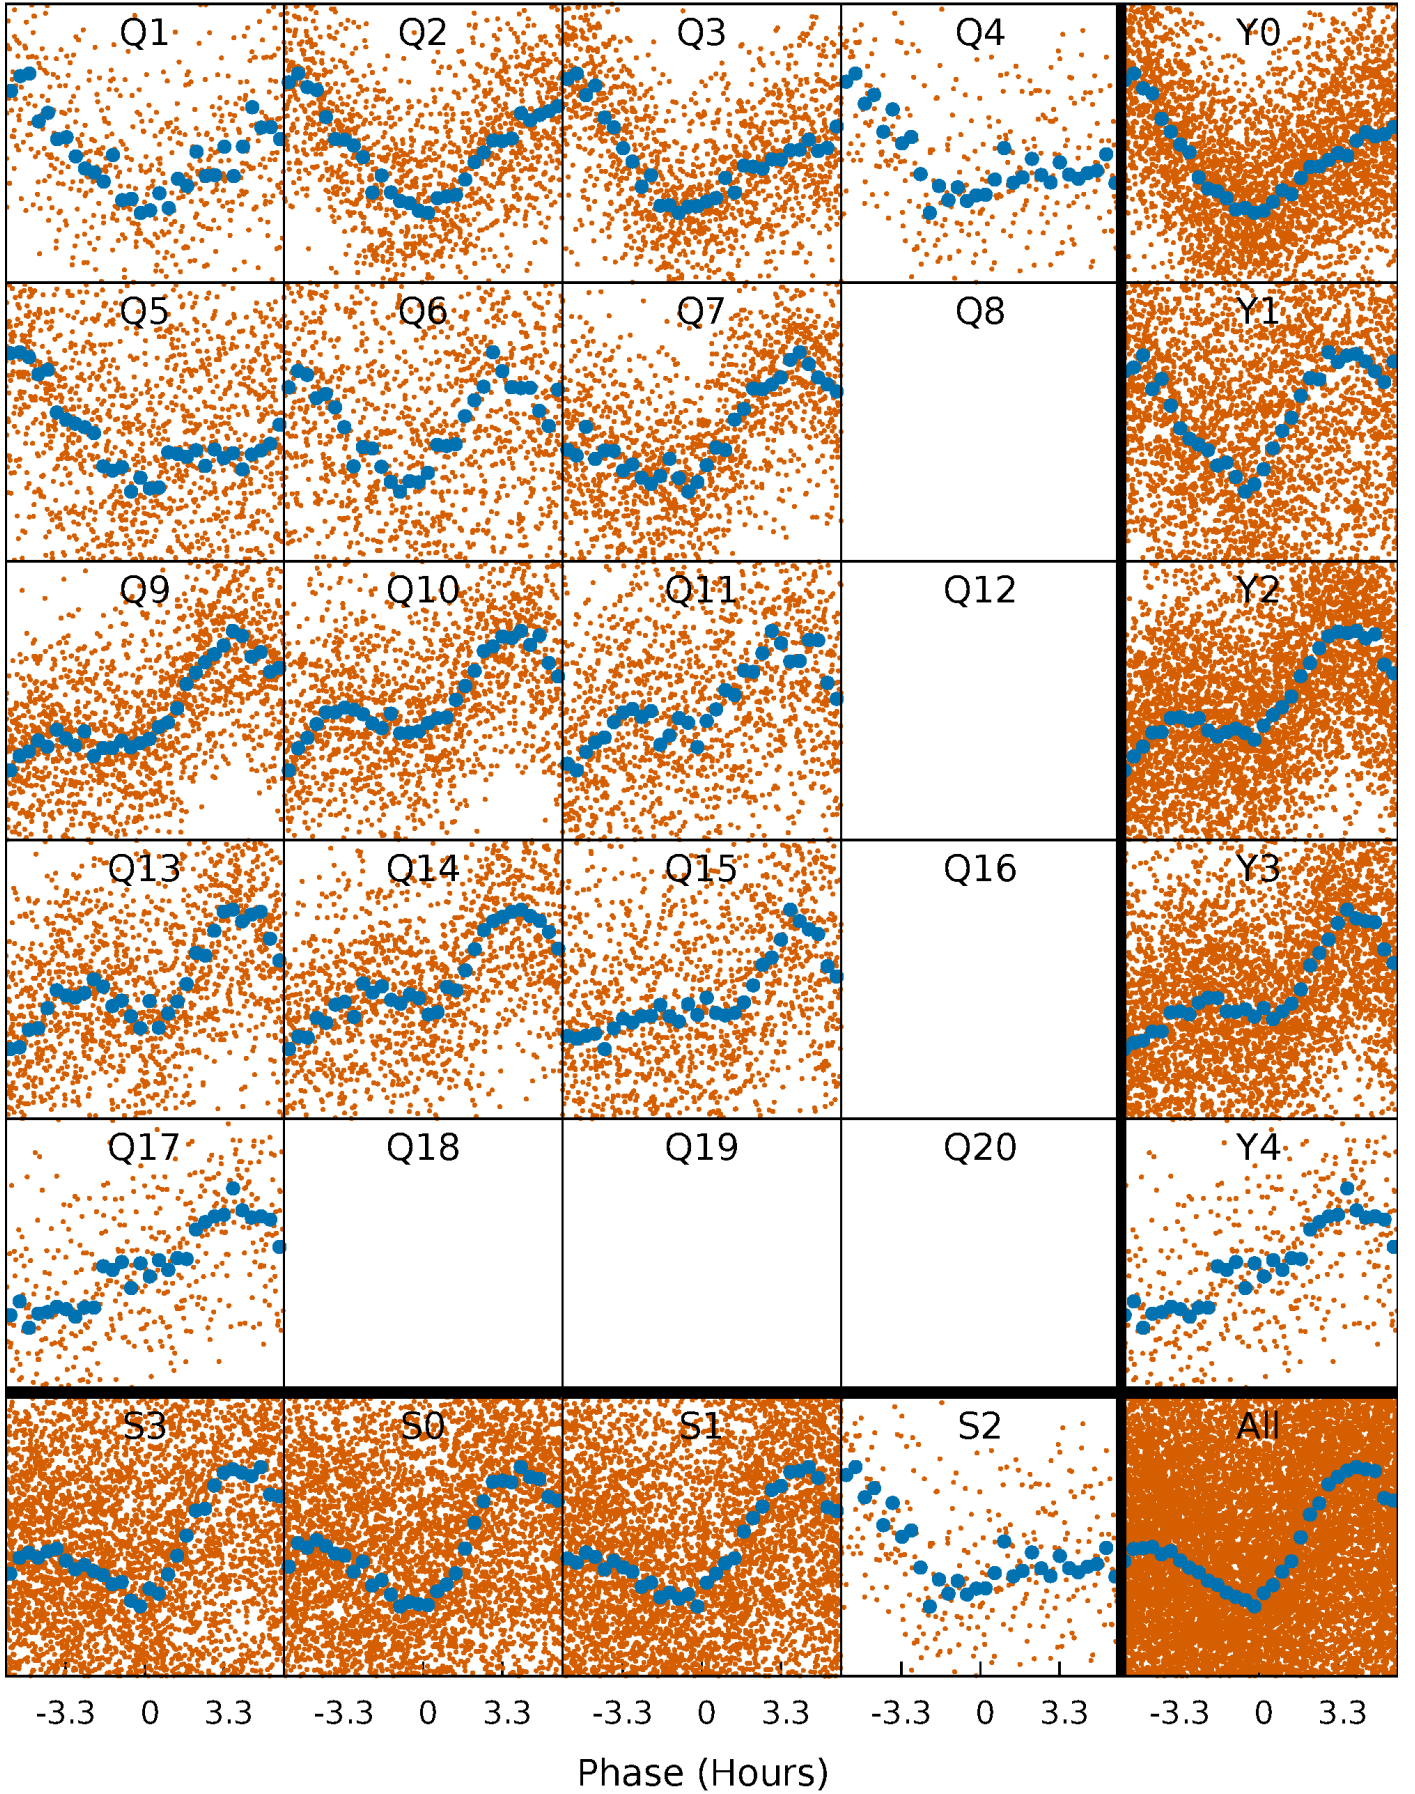 Q1 Q2 Q3 Q4 Y0
Q5 Q6 Q7 Q8 Y1
Q9 Q10 Q11 Q12 Y2
Q13 Q14 Q15 Q16 Y3
Q17 Q18 Q19 Q20 Y4
S3 S0 S1 S2 All
-3.3 0 3.3 -3.3 0 3.3 -3.3 0 3.3 -3.3 0 3.3 -3.3 0 3.3
Phase (Hours)